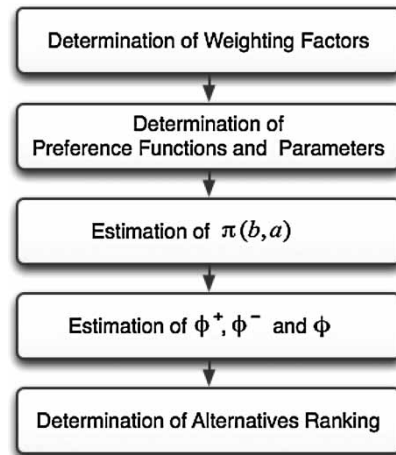 Determination of Weighting Factors
Determination of
Preference Functions and Parameters
Estimation of π(b,a)
Estimation of ϕ⁺, ϕ⁻ and ϕ
Determination of Alternatives Ranking